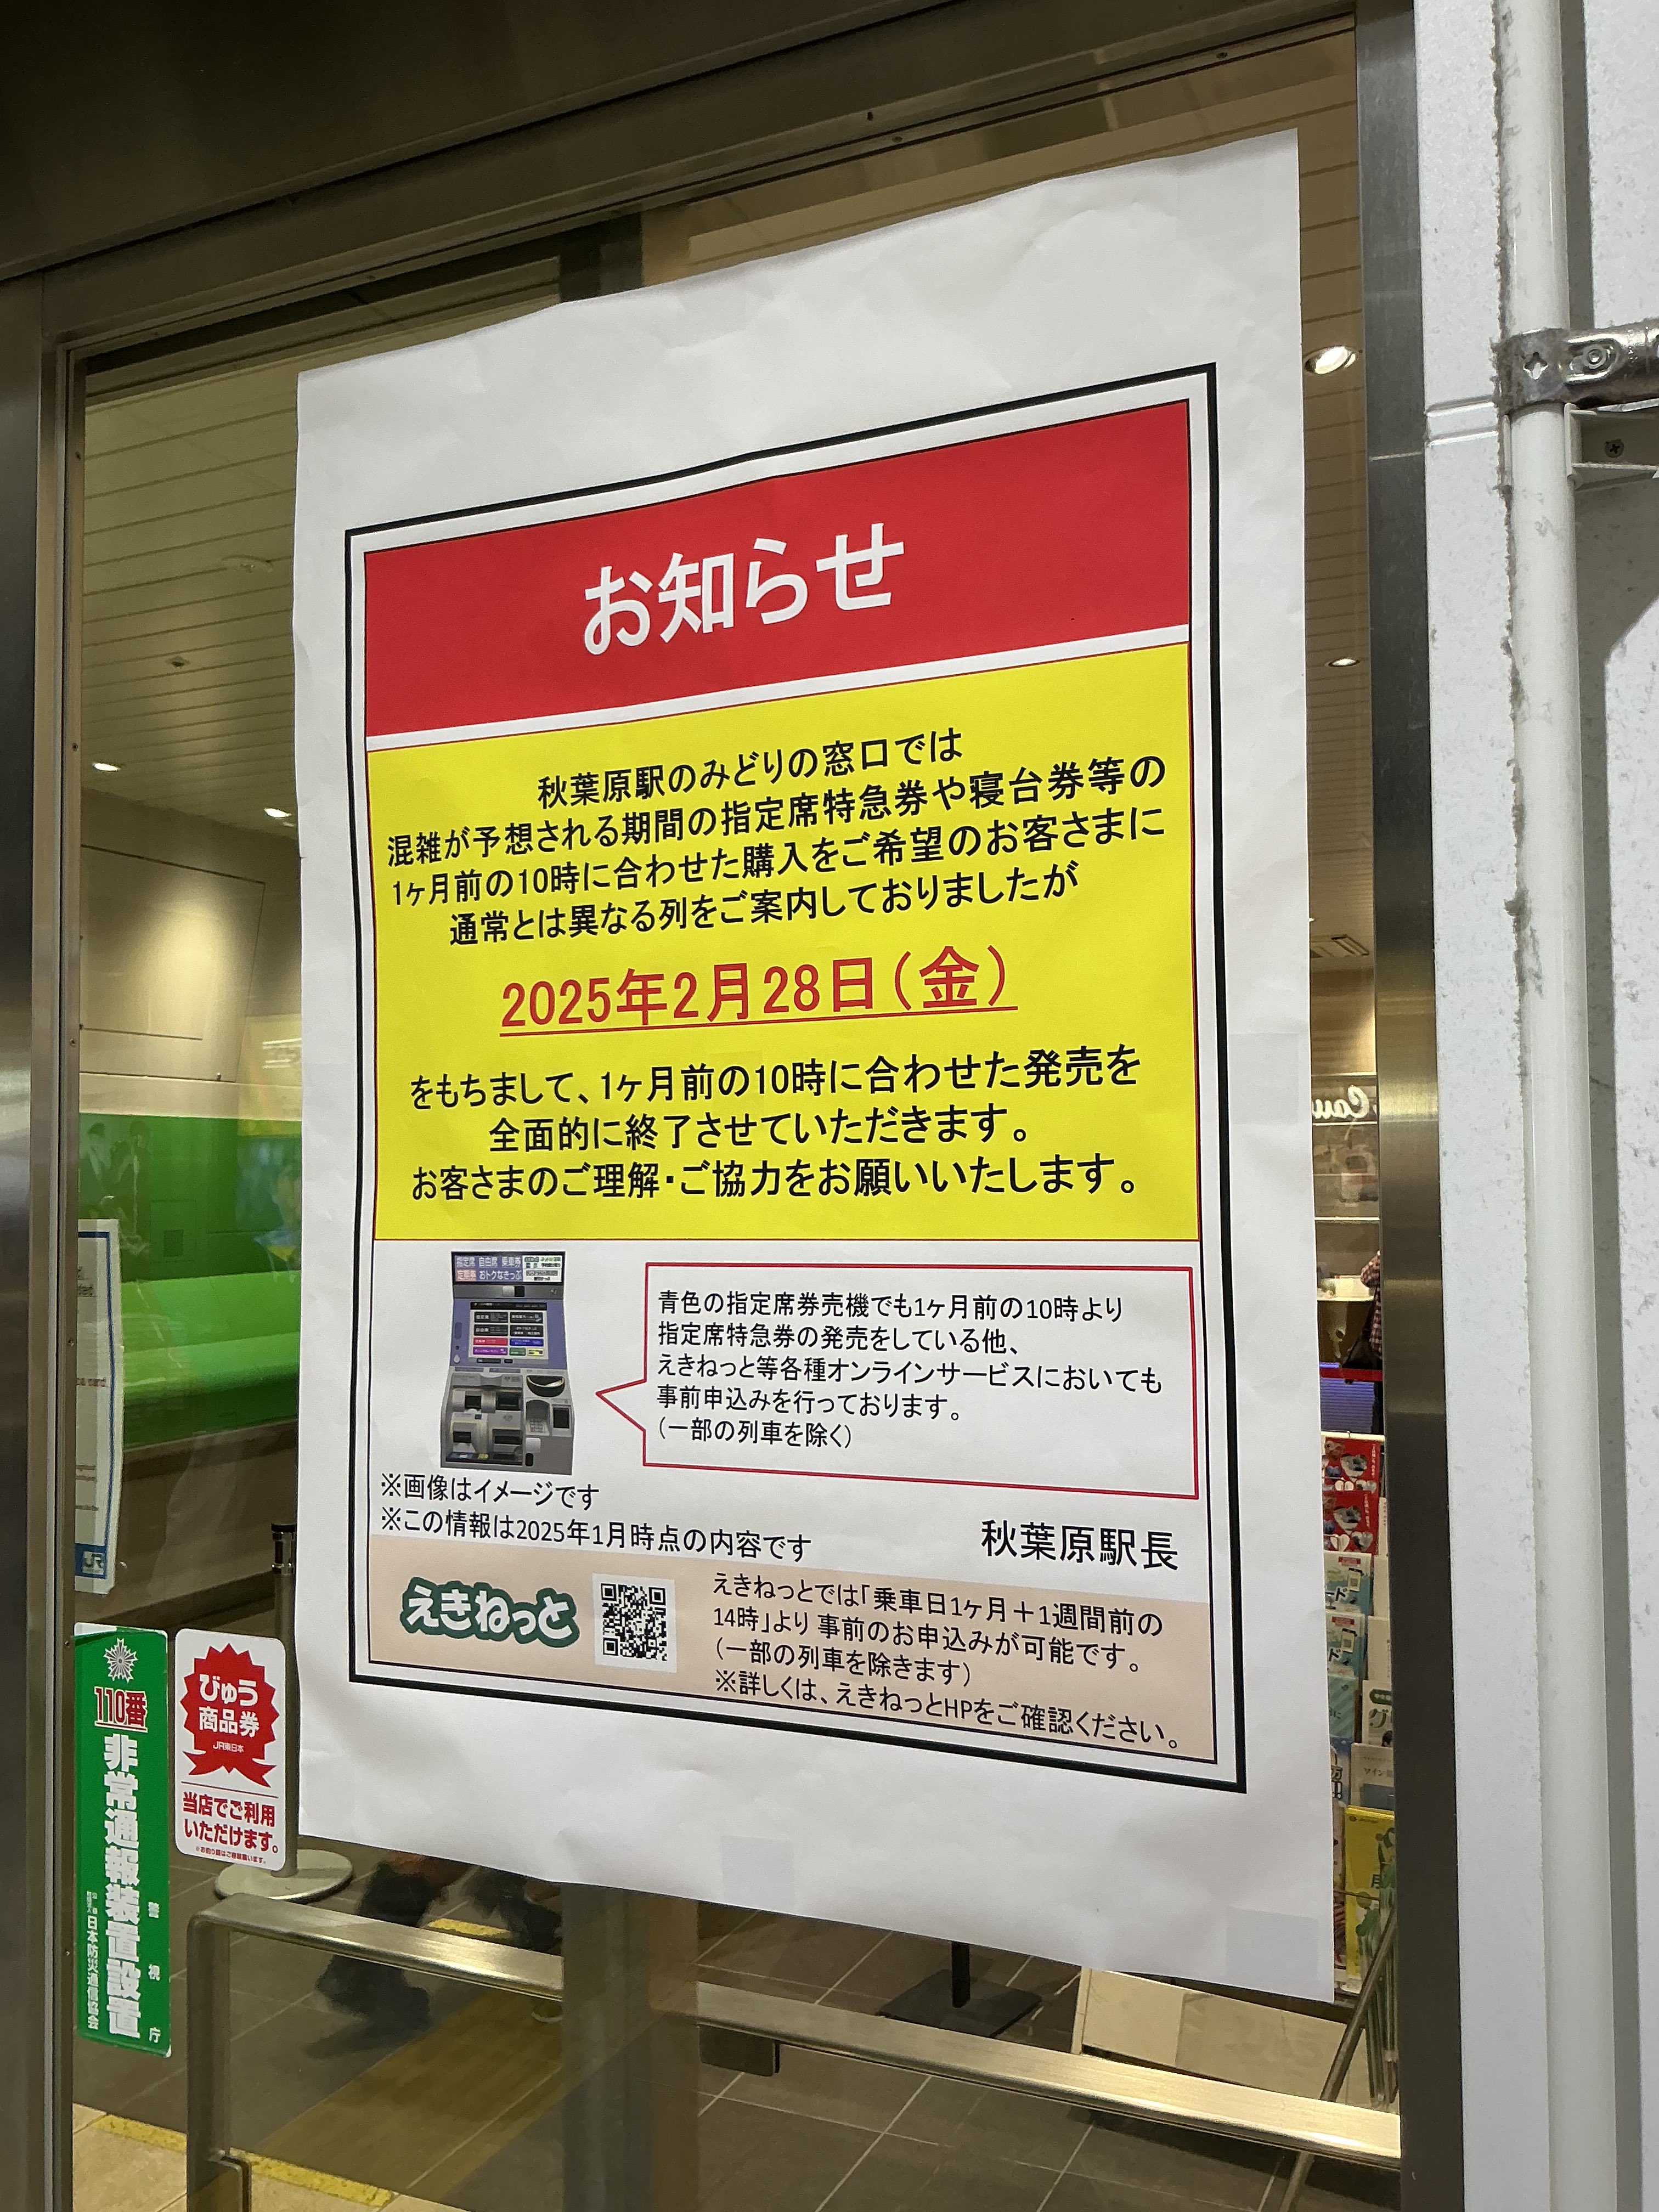 お知らせ
秋葉原駅のみどりの窓口では
混雑が予想される期間の指定席特急券や寝台券等の
1ヶ月前の10時に合わせた購入をご希望のお客さまに
通常とは異なる列をご案内しておりましたが
2025年2月28日(金)
をもちまして、1ヶ月前の10時に合わせた発売を
全面的に終了させていただきます。
お客さまのご理解・ご協力をお願いいたします。
指定席 自由席 乗車券
定期券 おトクなきっぷ
青色の指定席券売機でも1ヶ月前の10時より
指定席特急券の発売をしている他、
えきねっと等各種オンラインサービスにおいても
事前申込みを行っております。
(一部の列車を除く)
※画像はイメージです
※この情報は2025年1月時点の内容です
秋葉原駅長
えきねっと
えきねっとでは「乗車日1ヶ月＋1週間前の
14時」より 事前のお申込みが可能です。
(一部の列車を除きます)
※詳しくは、えきねっとHPをご確認ください。
110番
非常通報装置設置
警視庁
日本防災通信協会
びゅう
商品券
JR東日本
当店でご利用
いただけます。
JR